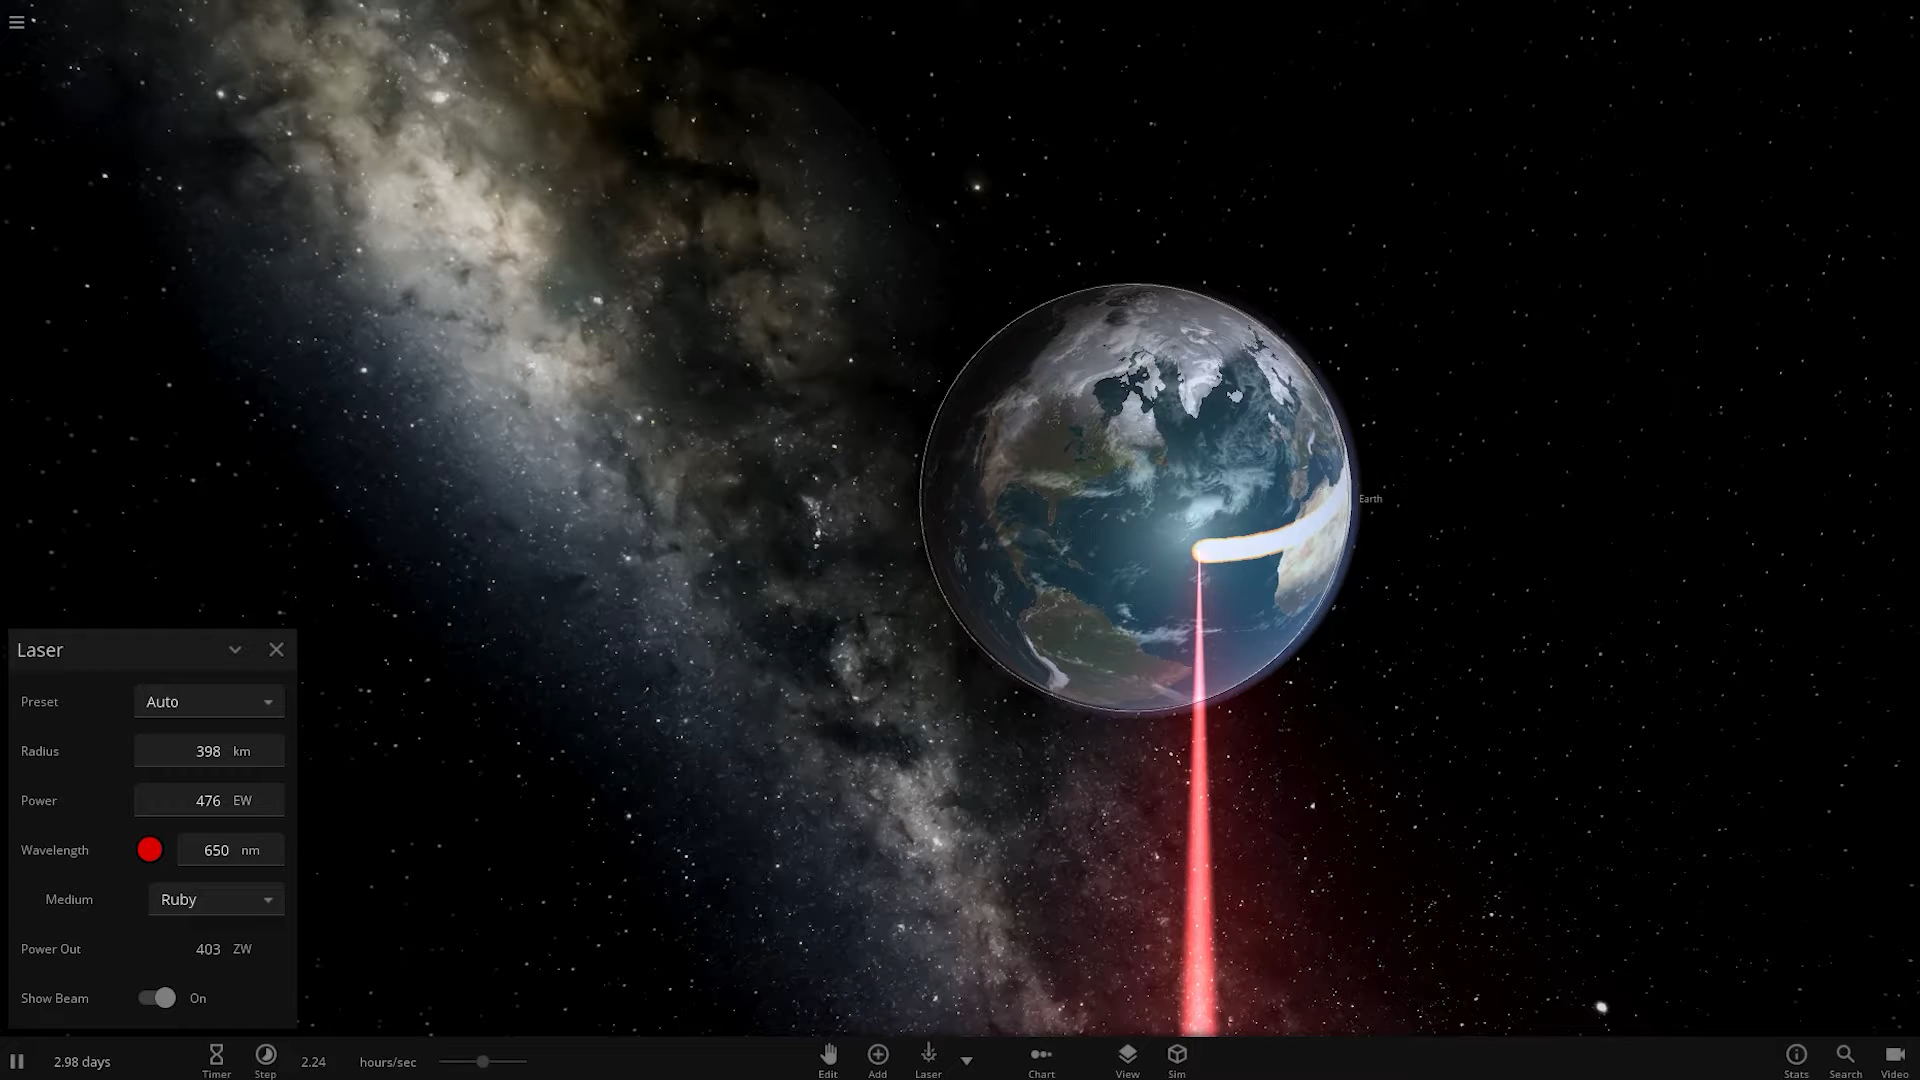 Earth
Laser
Preset Auto
Radius 398 km
Power 476 EW
Wavelength 650 nm
Medium Ruby
Power Out 403 ZW
Show Beam On
2.98 days
Timer
Step
2.24 hours/sec
Edit
Add
Laser
Chart
View
Sim
Stats
Search
Video